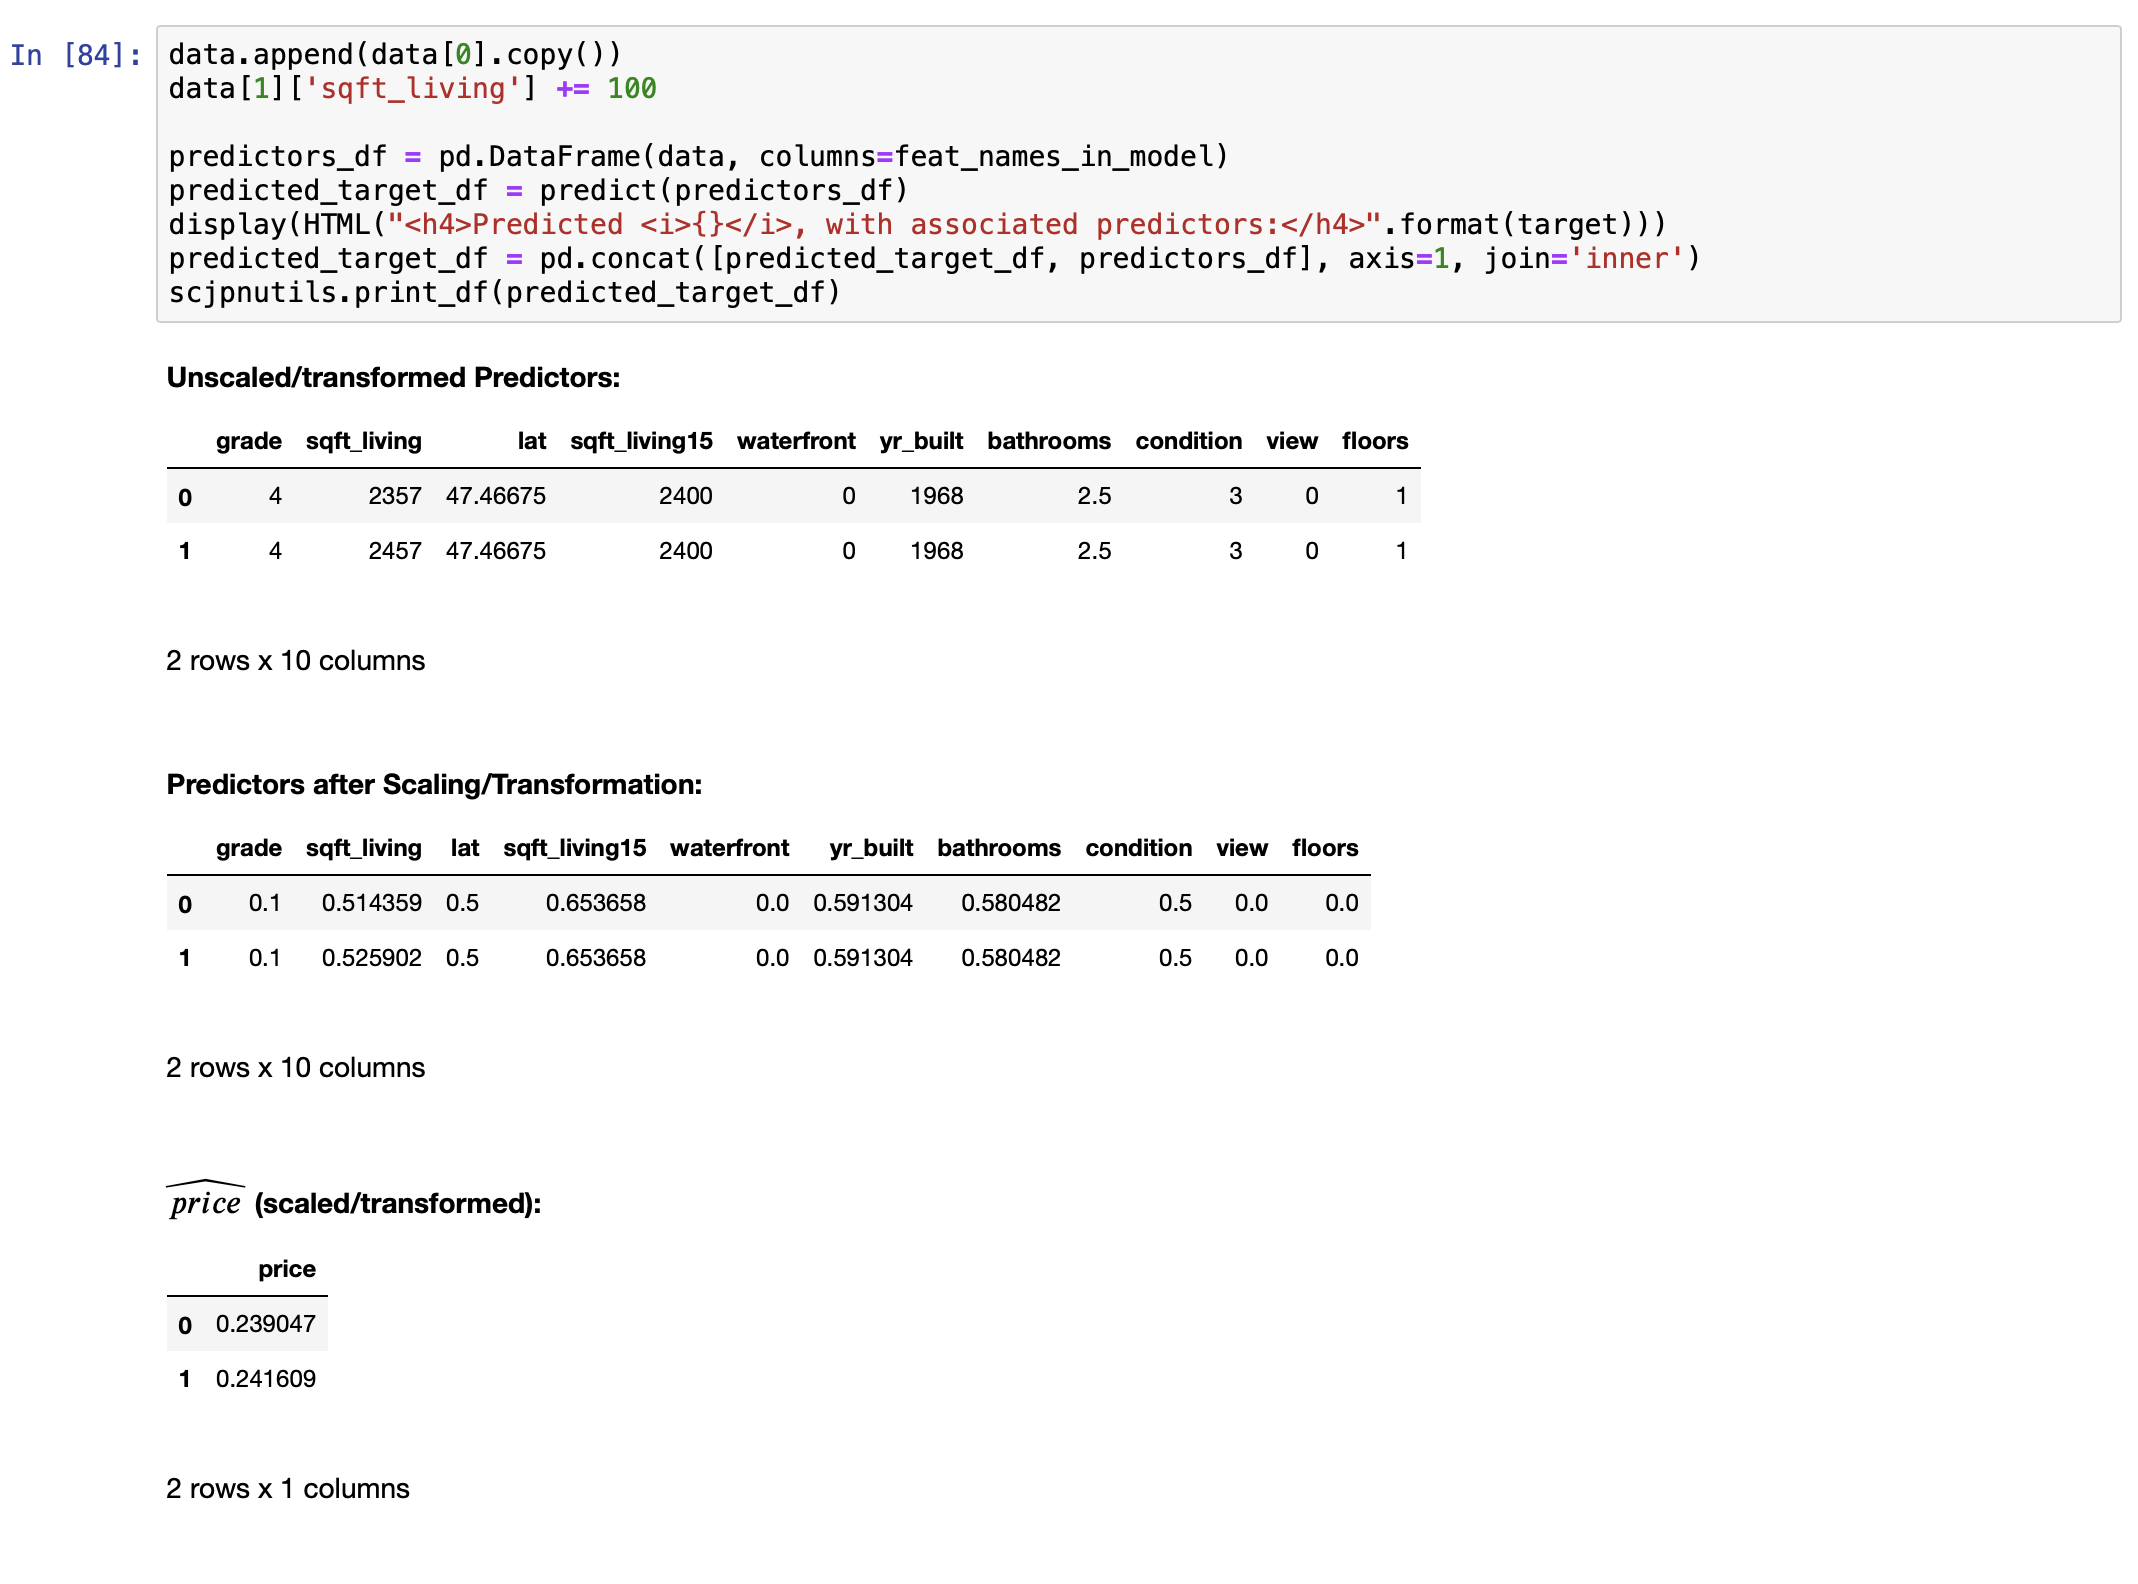 In [84]: data.append(data[0].copy())
data[1]['sqft_living'] += 100
predictors_df = pd.DataFrame(data, columns=feat_names_in_model)
predicted_target_df = predict(predictors_df)
display(HTML("<h4>Predicted <i>{}</i>, with associated predictors:</h4>".format(target)))
predicted_target_df = pd.concat([predicted_target_df, predictors_df], axis=1, join='inner')
scjpnutils.print_df(predicted_target_df)
Unscaled/transformed Predictors:
grade sqft_living lat sqft_living15 waterfront yr_built bathrooms condition view floors
0 4 2357 47.46675 2400 0 1968 2.5 3 0 1
1 4 2457 47.46675 2400 0 1968 2.5 3 0 1
2 rows x 10 columns
Predictors after Scaling/Transformation:
grade sqft_living lat sqft_living15 waterfront yr_built bathrooms condition view floors
0 0.1 0.514359 0.5 0.653658 0.0 0.591304 0.580482 0.5 0.0 0.0
1 0.1 0.525902 0.5 0.653658 0.0 0.591304 0.580482 0.5 0.0 0.0
2 rows x 10 columns
price (scaled/transformed):
price
0 0.239047
1 0.241609
2 rows x 1 columns